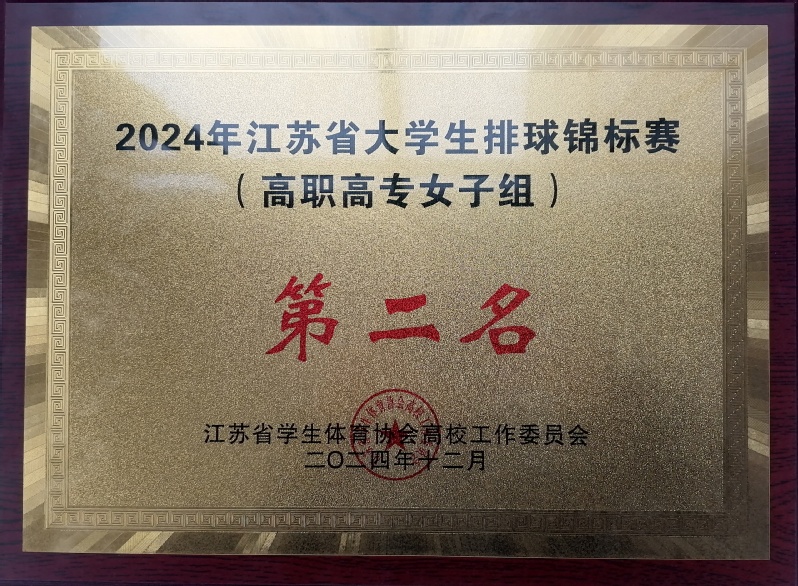 2024年江苏省大学生排球锦标赛
（高职高专女子组）
第二名
江苏省学生体育协会高校工作委员会
二〇二四年十二月